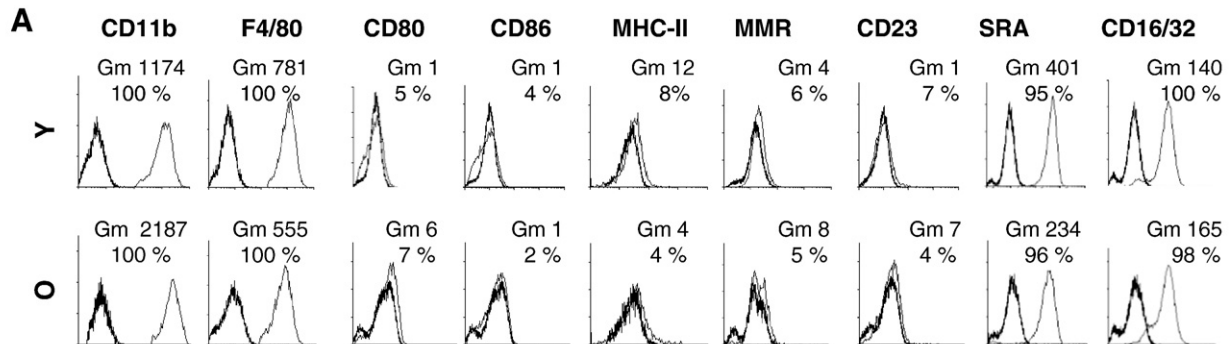 A
CD11b F4/80 CD80 CD86 MHC-II MMR CD23 SRA CD16/32
Y
Gm 1174 Gm 781 Gm 1 Gm 1 Gm 12 Gm 4 Gm 1 Gm 401 Gm 140
100 % 100 % 5 % 4 % 8% 6 % 7 % 95 % 100 %
O
Gm 2187 Gm 555 Gm 6 Gm 1 Gm 4 Gm 8 Gm 7 Gm 234 Gm 165
100 % 100 % 7 % 2 % 4 % 5 % 4 % 96 % 98 %